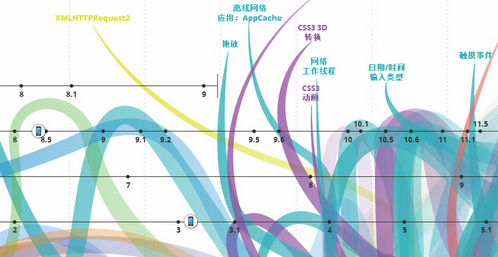 XMLHTTPRequest2
离线网络
应用：AppCache
CSS3 3D
转换
拖放
网络
工作线程
日期/时间
输入类型
触摸事件
CSS3
动画
8 8.1 9
10.1 11.5
8 8.5 9 9.1 9.2 9.5 9.6 10 10.5 10.6 11 11.1
7 8 9
2 3 3.1 4 5 5.1